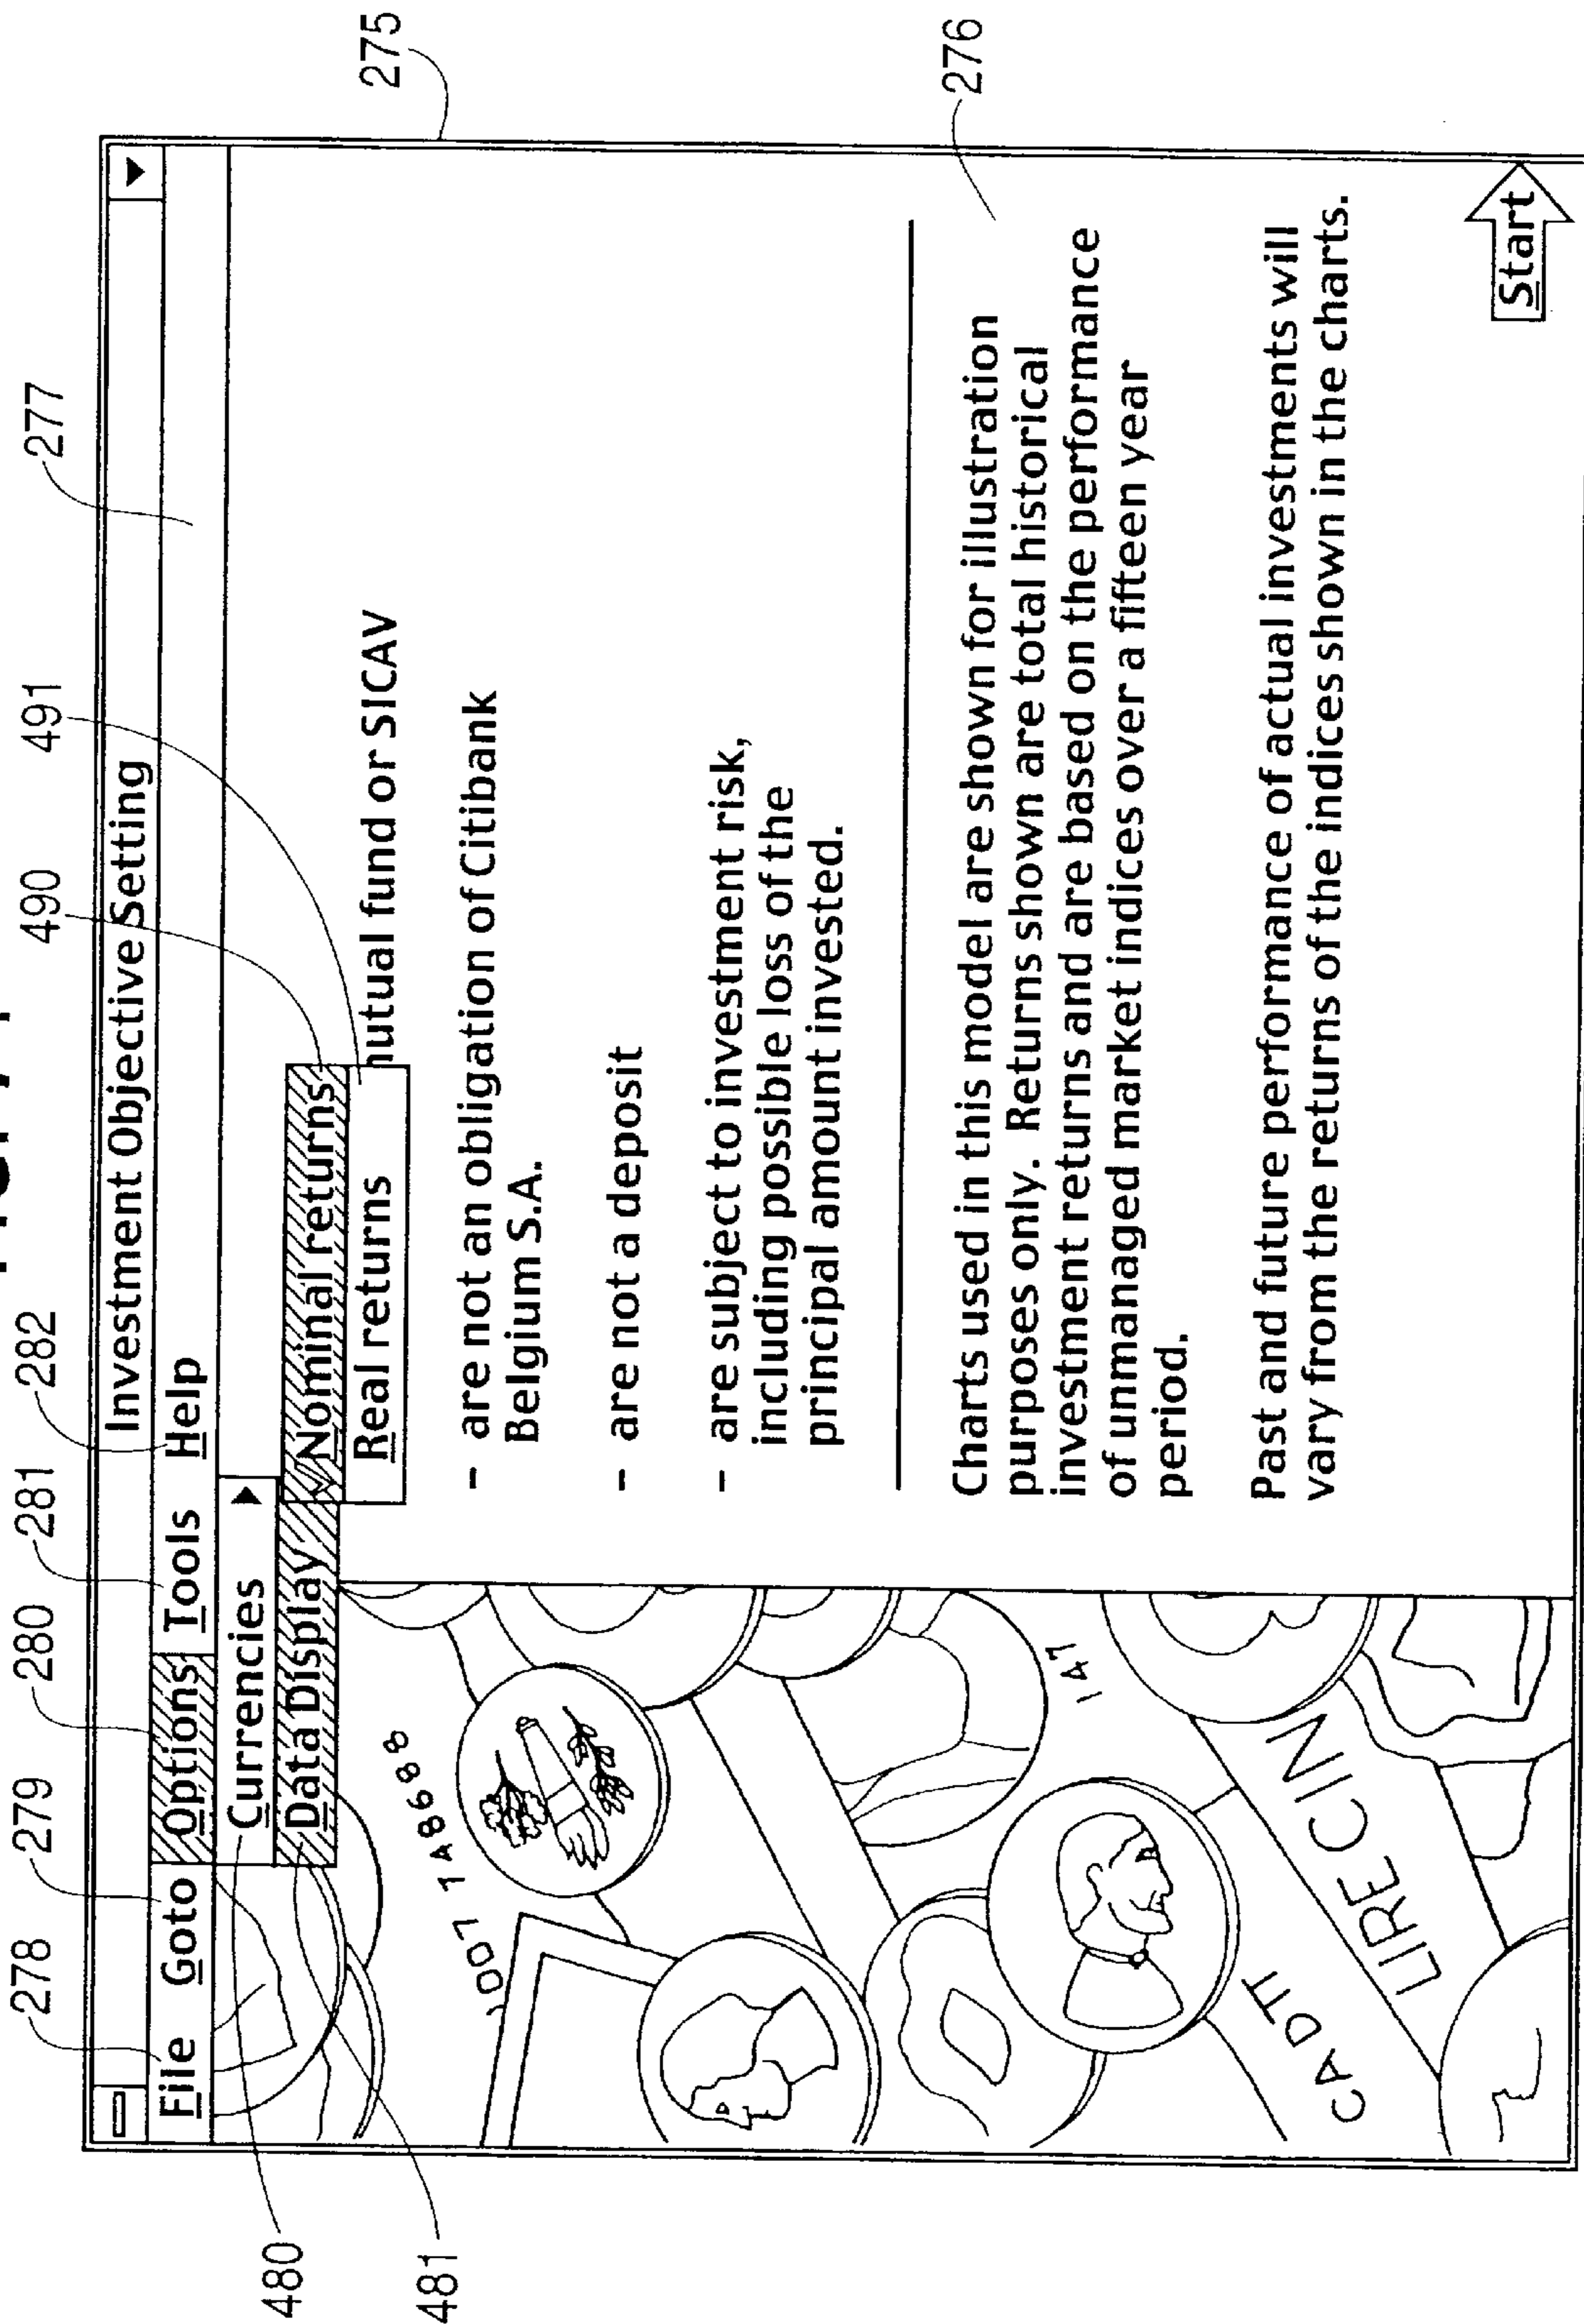 277
490
491
278
279
280
281
282
275
Investment Objective Setting
File Goto Options Tools Help
Currencies
Data Display
Nominal returns
Real returns
480
481
mutual fund or SICAV
- are not an obligation of Citibank
Belgium S.A.
- are not a deposit
- are subject to investment risk,
including possible loss of the
principal amount invested.
276
Charts used in this model are shown for illustration
purposes only. Returns shown are total historical
investment returns and are based on the performance
of unmanaged market indices over a fifteen year
period.
Past and future performance of actual investments will
vary from the returns of the indices shown in the charts.
Start
LIRE CIN